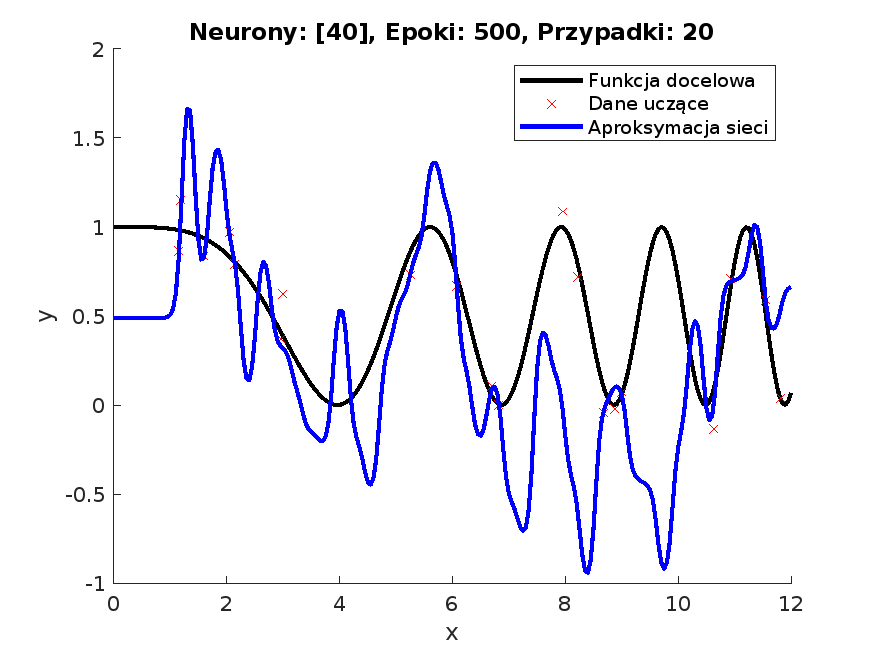 Neurony: [40], Epoki: 500, Przypadki: 20
Funkcja docelowa
Dane uczące
Aproksymacja sieci
2
1.5
1
0.5
0
-0.5
-1
y
0 2 4 6 8 10 12
x